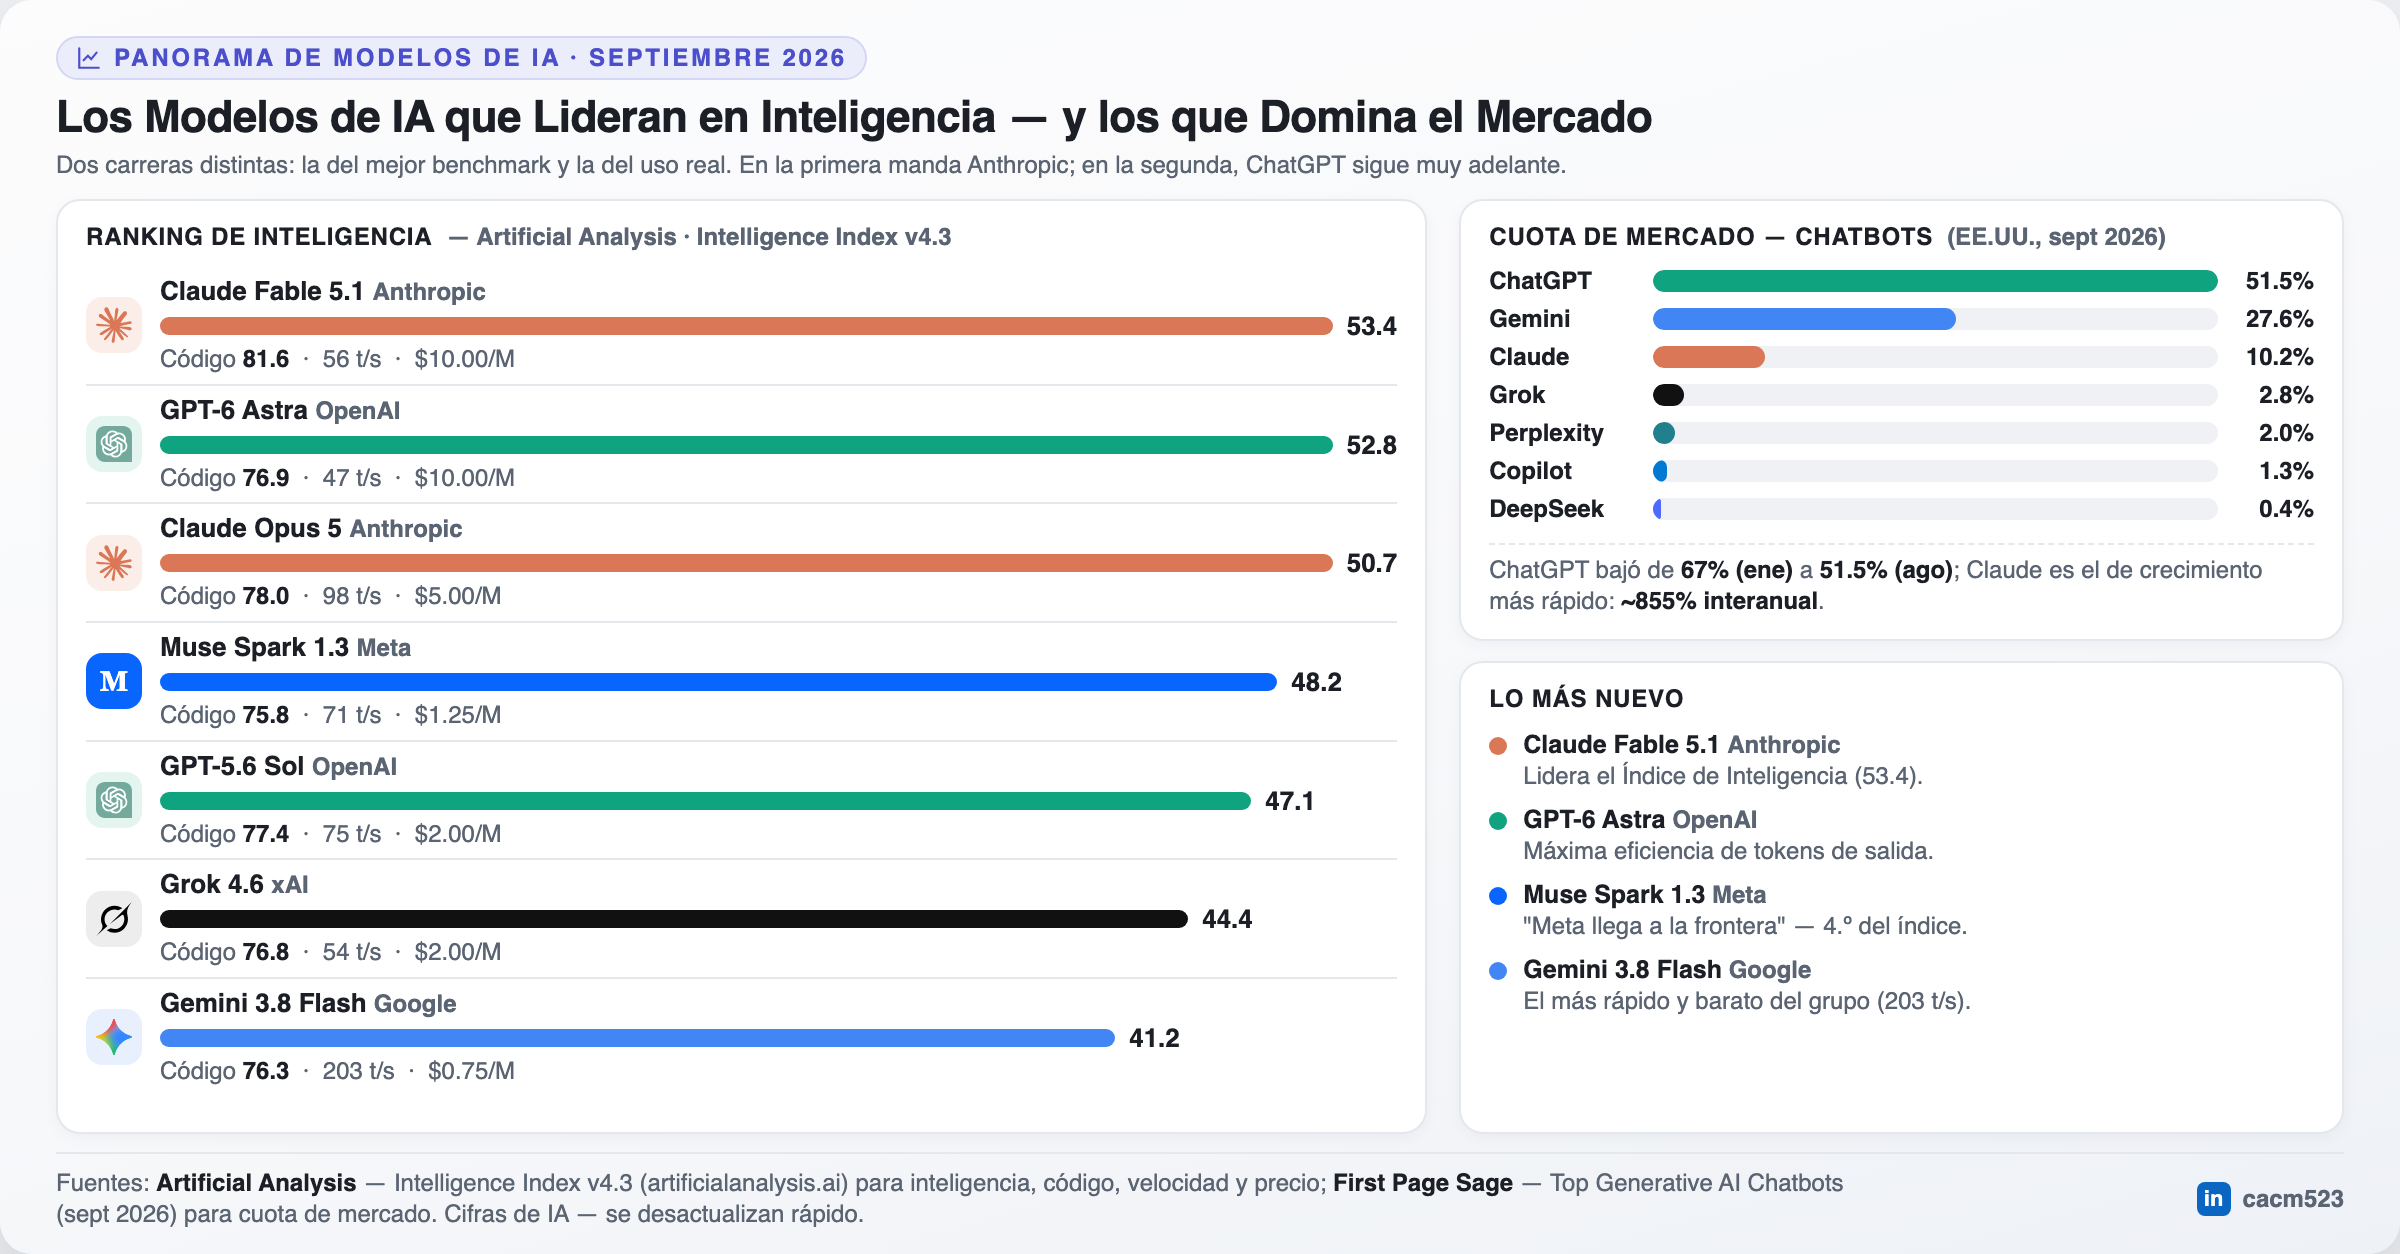 PANORAMA DE MODELOS DE IA · SEPTIEMBRE 2026
Los Modelos de IA que Lideran en Inteligencia — y los que Domina el Mercado
Dos carreras distintas: la del mejor benchmark y la del uso real. En la primera manda Anthropic; en la segunda, ChatGPT sigue muy adelante.
RANKING DE INTELIGENCIA — Artificial Analysis · Intelligence Index v4.3
Claude Fable 5.1 Anthropic
53.4
Código 81.6 · 56 t/s · $10.00/M
GPT-6 Astra OpenAI
52.8
Código 76.9 · 47 t/s · $10.00/M
Claude Opus 5 Anthropic
50.7
Código 78.0 · 98 t/s · $5.00/M
M
Muse Spark 1.3 Meta
48.2
Código 75.8 · 71 t/s · $1.25/M
GPT-5.6 Sol OpenAI
47.1
Código 77.4 · 75 t/s · $2.00/M
Grok 4.6 xAI
44.4
Código 76.8 · 54 t/s · $2.00/M
Gemini 3.8 Flash Google
41.2
Código 76.3 · 203 t/s · $0.75/M
CUOTA DE MERCADO — CHATBOTS (EE.UU., sept 2026)
ChatGPT 51.5%
Gemini 27.6%
Claude 10.2%
Grok 2.8%
Perplexity 2.0%
Copilot 1.3%
DeepSeek 0.4%
ChatGPT bajó de 67% (ene) a 51.5% (ago); Claude es el de crecimiento
más rápido: ~855% interanual.
LO MÁS NUEVO
Claude Fable 5.1 Anthropic
Lidera el Índice de Inteligencia (53.4).
GPT-6 Astra OpenAI
Máxima eficiencia de tokens de salida.
Muse Spark 1.3 Meta
"Meta llega a la frontera" — 4.º del índice.
Gemini 3.8 Flash Google
El más rápido y barato del grupo (203 t/s).
Fuentes: Artificial Analysis — Intelligence Index v4.3 (artificialanalysis.ai) para inteligencia, código, velocidad y precio; First Page Sage — Top Generative AI Chatbots
(sept 2026) para cuota de mercado. Cifras de IA — se desactualizan rápido.
in cacm523